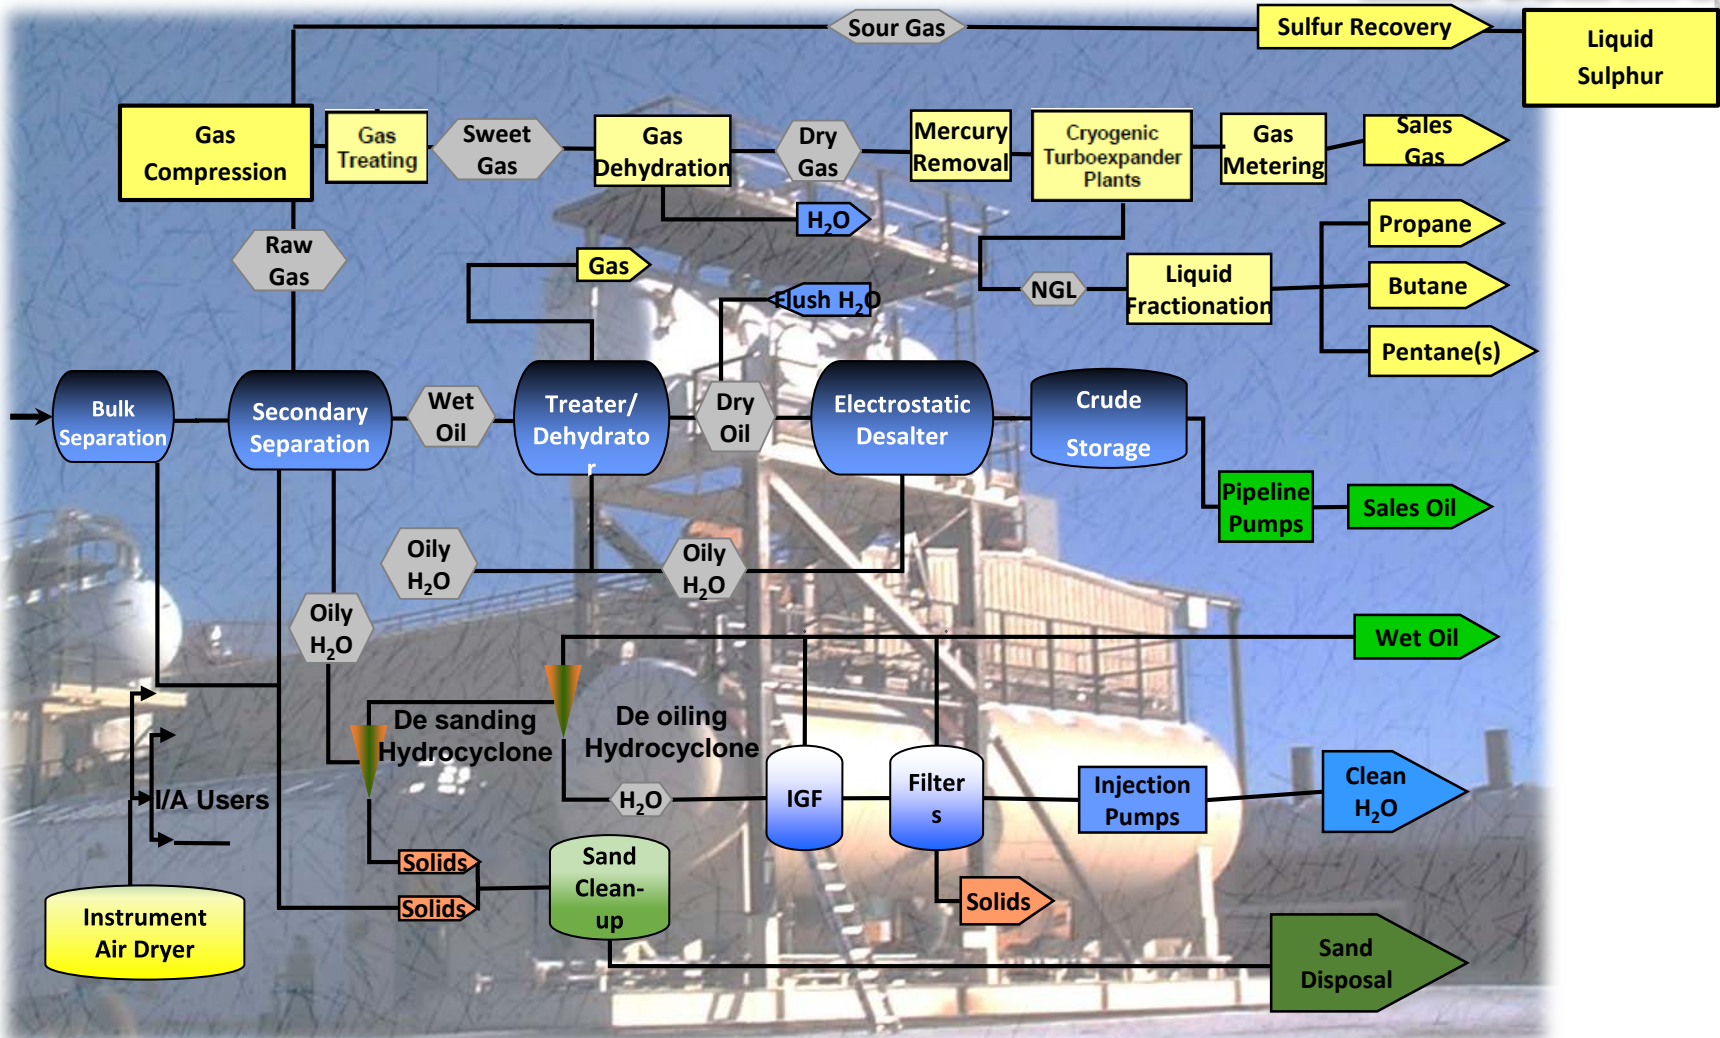 Sour Gas
Sulfur Recovery
Liquid
Sulphur
Gas
Compression
Gas
Treating
Sweet
Gas
Gas
Dehydration
Dry
Gas
Mercury
Removal
Cryogenic
Turboexpander
Plants
Gas
Metering
Sales
Gas
H₂O
Raw
Gas
Gas
Flush H₂O
NGL
Liquid
Fractionation
Propane
Butane
Pentane(s)
Bulk
Separation
Secondary
Separation
Wet
Oil
Treater/
Dehydrato
r
Dry
Oil
Electrostatic
Desalter
Crude
Storage
Pipeline
Pumps
Sales Oil
Oily
H₂O
Oily
H₂O
Oily
H₂O
Wet Oil
De sanding
Hydrocyclone
De oiling
Hydrocyclone
I/A Users
H₂O
IGF
Filter
s
Injection
Pumps
Clean
H₂O
Solids
Solids
Sand
Clean-
up
Solids
Instrument
Air Dryer
Sand
Disposal